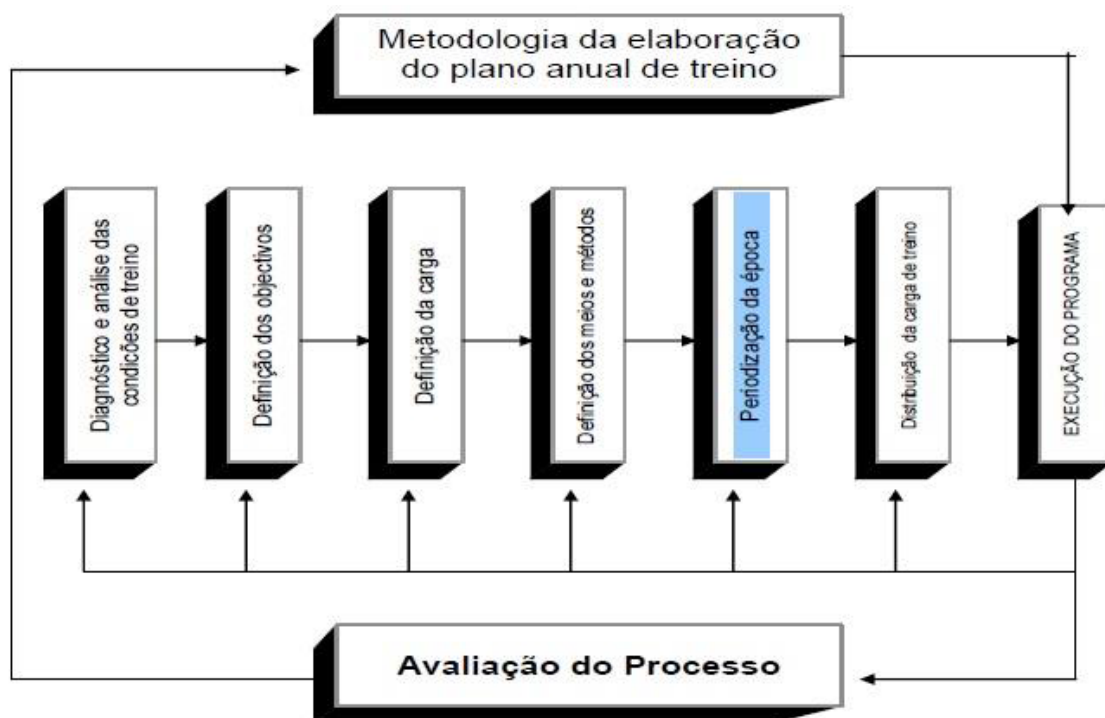 Metodologia da elaboração
do plano anual de treino
Diagnóstico e análise das
condições de treino
Definição dos objectivos
Definição da carga
Definição dos meios e métodos
Periodização da época
Distribuição da carga de treino
EXECUÇÃO DO PROGRAMA
Avaliação do Processo